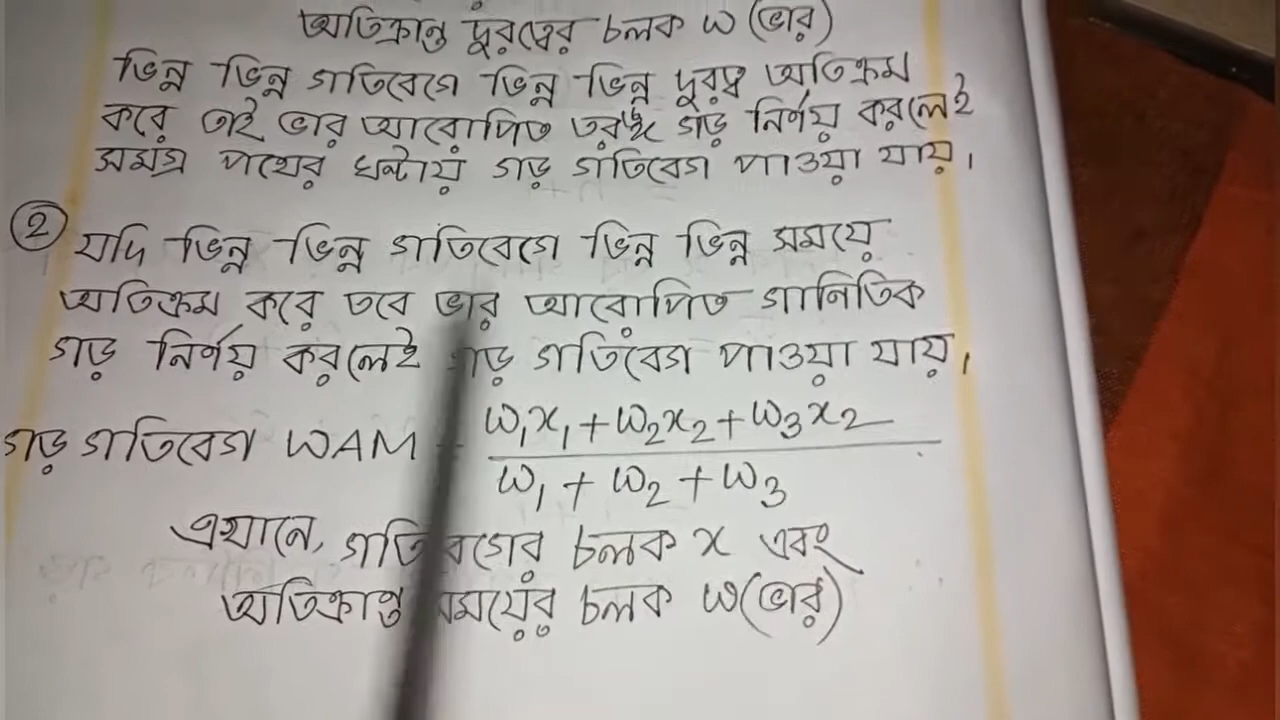 অতিক্রান্ত দুরত্বের চলক w (ভার)
ভিন্ন ভিন্ন গতিবেগে ভিন্ন ভিন্ন দুরত্ব অতিক্রম
করে তাই ভার আরোপিত তরঙ্গ গড় নির্ণয় করলেই
সমগ্র পথের ঘন্টায় গড় গতিবেগ পাওয়া যায়।
② যদি ভিন্ন ভিন্ন গতিবেগে ভিন্ন ভিন্ন সময়ে
অতিক্রম করে তবে ভার আরোপিত গানিতিক
গড় নির্ণয় করলেই গড় গতিবেগ পাওয়া যায়।
গড় গতিবেগ WAM = w₁x₁+w₂x₂+w₃x₂
w₁ + w₂ + w₃
এখানে, গতিবেগের চলক x এবং
অতিক্রান্ত সময়ের চলক w (ভার)